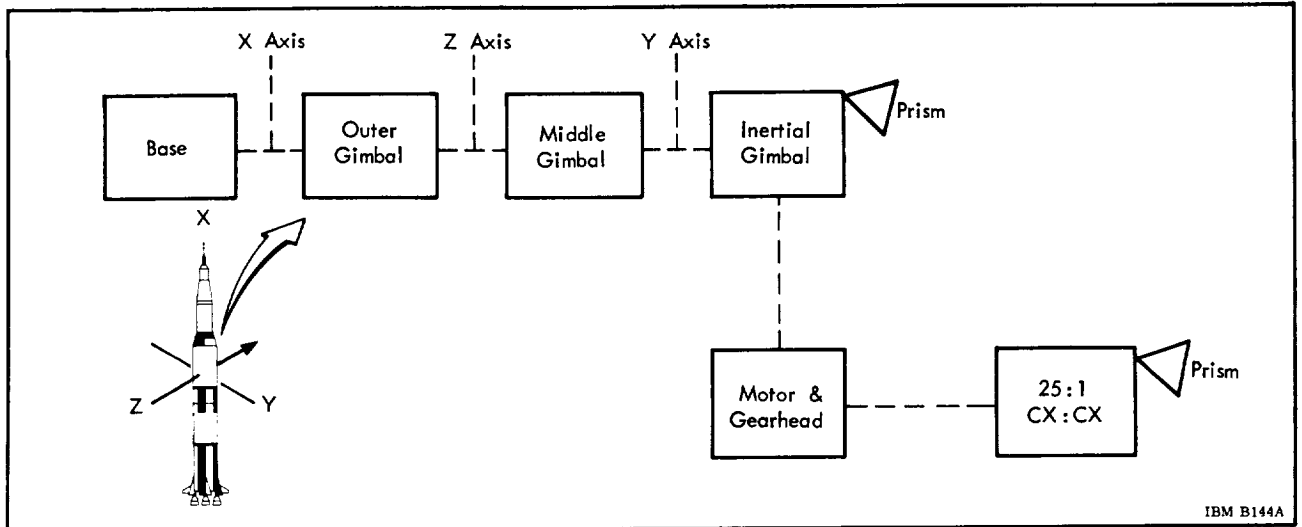 X Axis
Z Axis
Y Axis
Base
Outer
Gimbal
Middle
Gimbal
Inertial
Gimbal
Prism
X
Z
Y
Motor &
Gearhead
25:1
CX:CX
Prism
IBM B144A